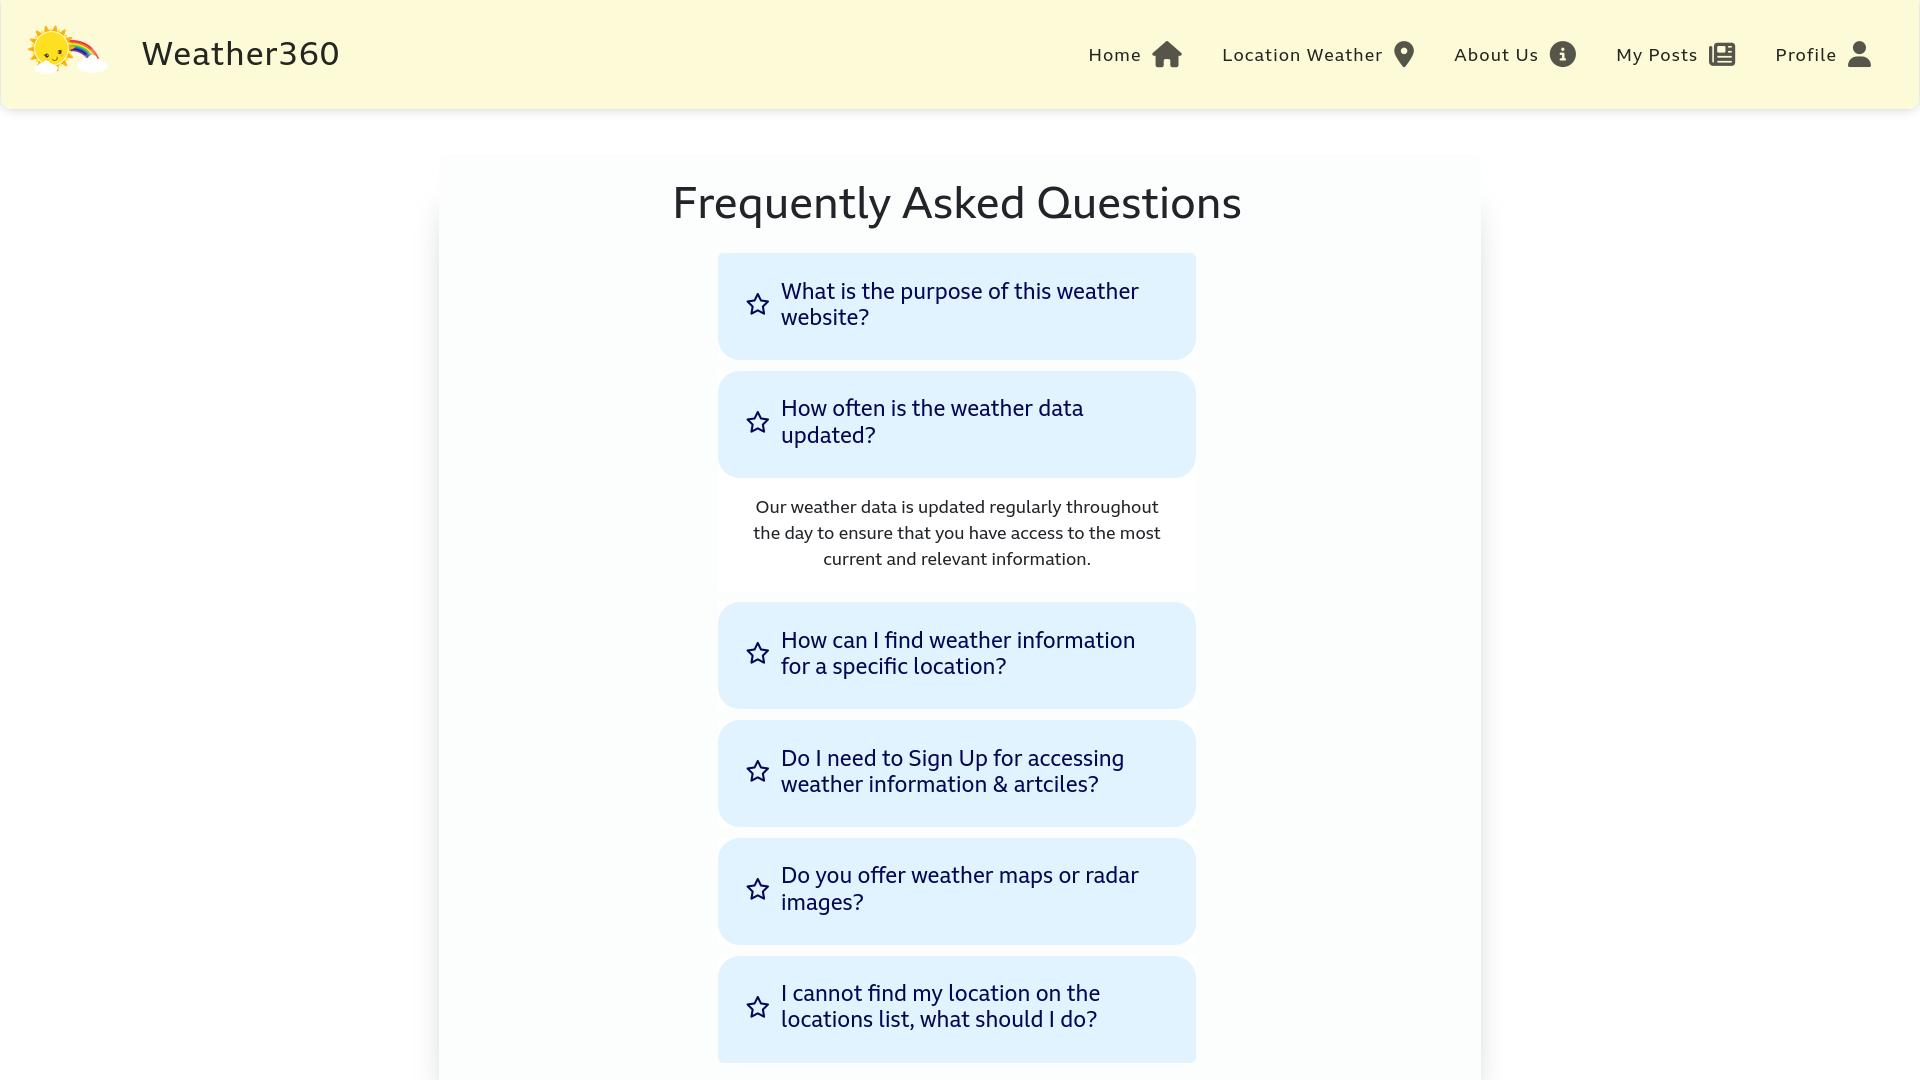 Weather360
Home
Location Weather
About Us
My Posts
Profile
Frequently Asked Questions
What is the purpose of this weather
website?
How often is the weather data
updated?
Our weather data is updated regularly throughout
the day to ensure that you have access to the most
current and relevant information.
How can I find weather information
for a specific location?
Do I need to Sign Up for accessing
weather information & artciles?
Do you offer weather maps or radar
images?
I cannot find my location on the
locations list, what should I do?